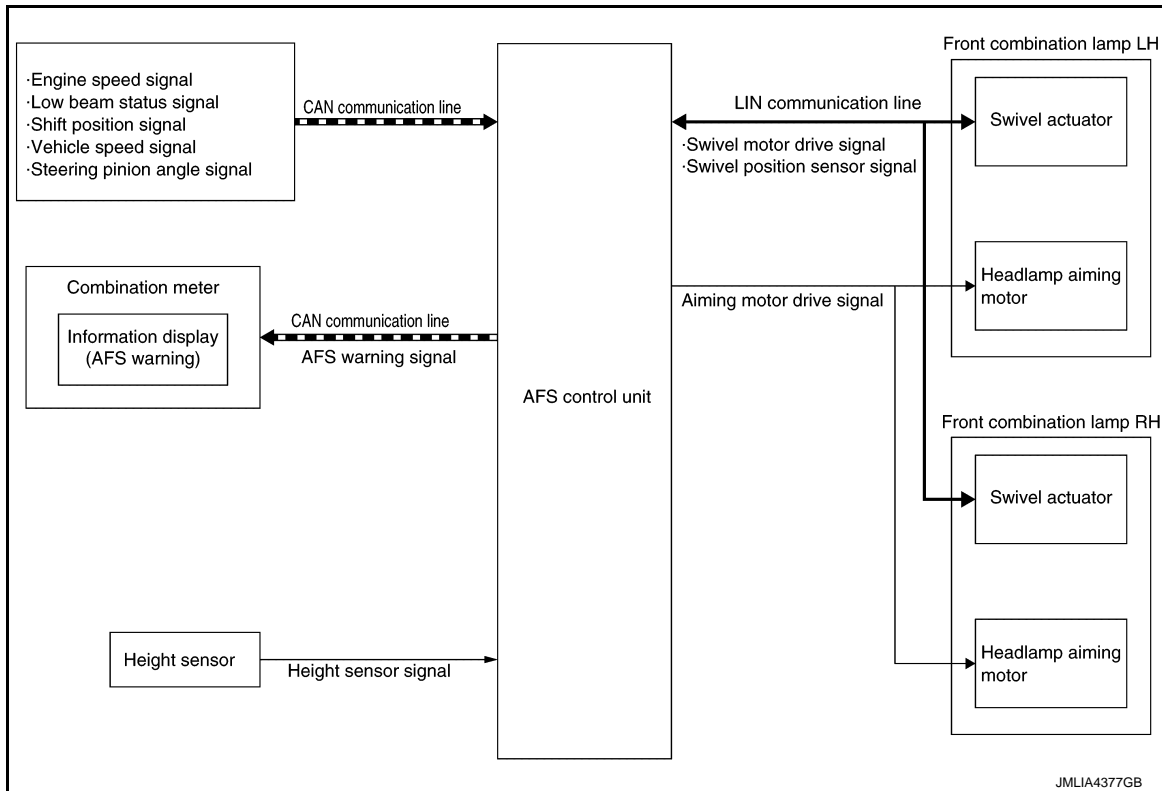 ·Engine speed signal
·Low beam status signal
·Shift position signal
·Vehicle speed signal
·Steering pinion angle signal
CAN communication line
Combination meter
Information display
(AFS warning)
CAN communication line
AFS warning signal
Height sensor
Height sensor signal
AFS control unit
LIN communication line
·Swivel motor drive signal
·Swivel position sensor signal
Aiming motor drive signal
Front combination lamp LH
Swivel actuator
Headlamp aiming
motor
Front combination lamp RH
Swivel actuator
Headlamp aiming
motor
JMLIA4377GB